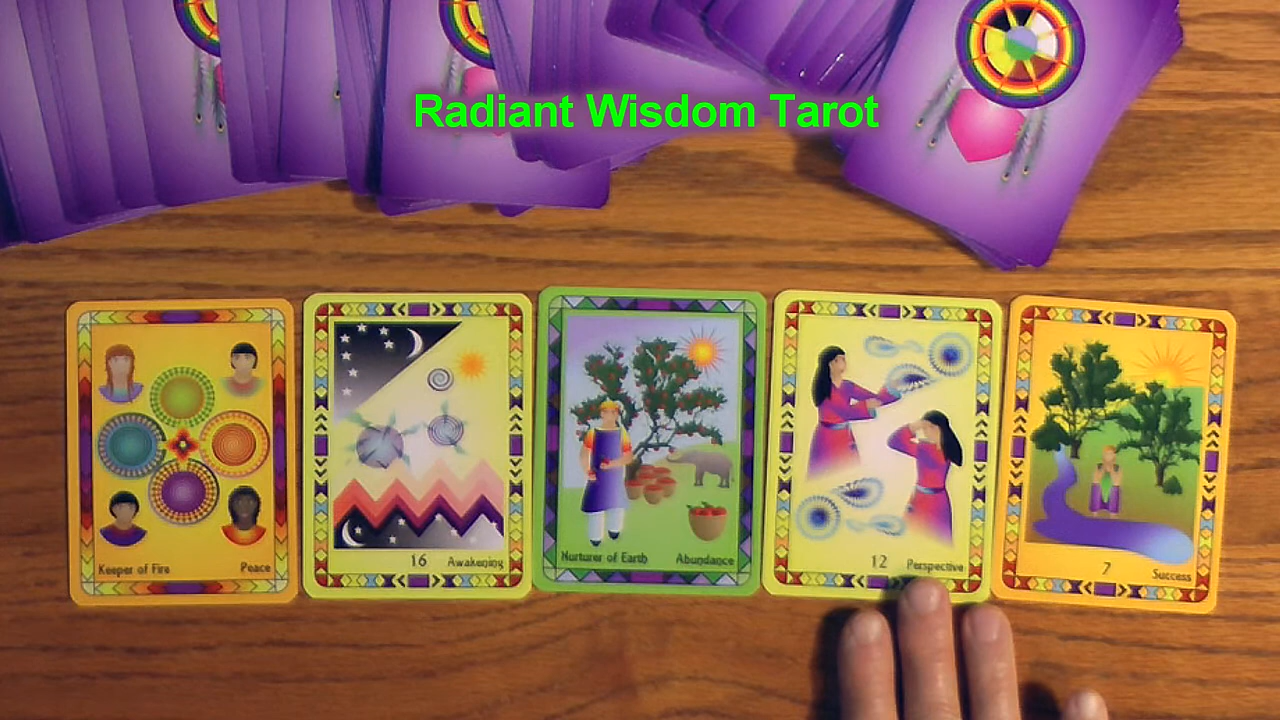 Radiant Wisdom Tarot
Keeper of Fire Peace
16 Awakening
Nurturer of Earth Abundance
12 Perspective
7 Success